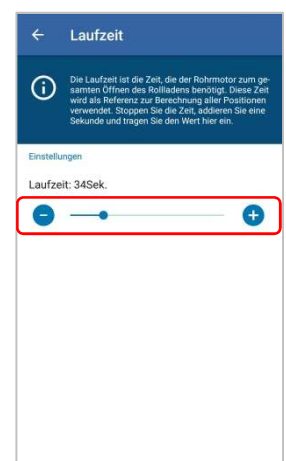 Laufzeit
Die Laufzeit ist die Zeit, die der Rohrmotor zum ge-
samten Öffnen des Rollladens benötigt. Diese Zeit
wird als Referenz zur Berechnung aller Positionen
verwendet. Stoppen Sie die Zeit, addieren Sie eine
Sekunde und tragen Sie den Wert hier ein.
Einstellungen
Laufzeit: 34Sek.